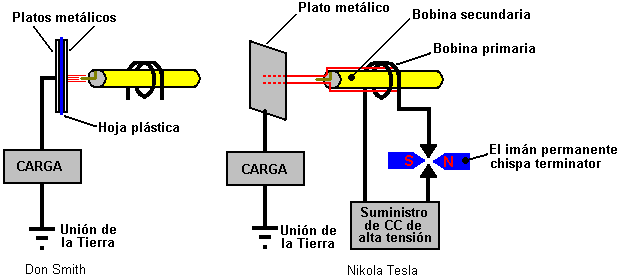 Platos metálicos
Hoja plástica
CARGA
Unión de
la Tierra
Don Smith
Plato metálico
Bobina secundaria
Bobina primaria
El imán permanente
chispa terminator
S N
CARGA
Suministro
de CC de
alta tensión
Unión de
la Tierra
Nikola Tesla